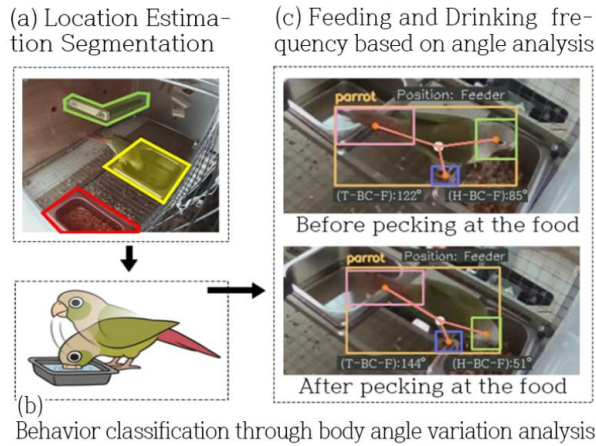 (a) Location Estima-
tion Segmentation
(c) Feeding and Drinking fre-
quency based on angle analysis
parrot Position: Feeder
(T-BC-F):122° (H-BC-F):85°
Before pecking at the food
parrot Position: Feeder
(T-BC-F):144° (H-BC-F):51°
After pecking at the food
(b)
Behavior classification through body angle variation analysis